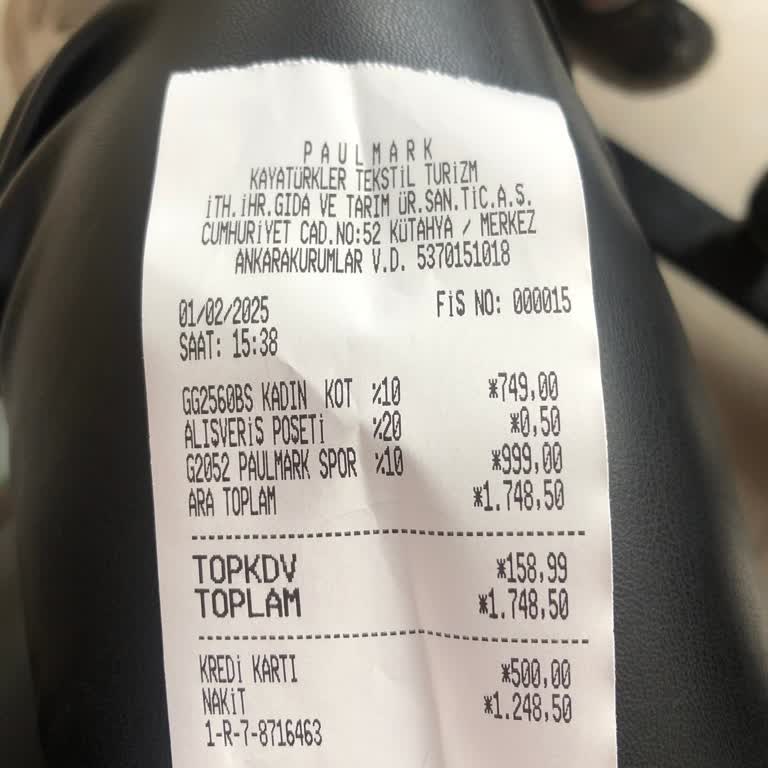 P A U L M A R K
KAYATÜRKLER TEKSTİL TURİZM
İTH.İHR.GIDA VE TARIM ÜR.SAN.TİC.A.S.
CUMHURİYET CAD.NO:52 KÜTAHYA / MERKEZ
ANKARAKURUMLAR V.D. 5370151018
01/02/2025 FİS NO: 000015
SAAT: 15:38
GG2560BS KADIN KOT %10 *749,00
ALISVERİS POSETİ %20 *0,50
G2052 PAULMARK SPOR %10 *999,00
ARA TOPLAM *1.748,50
TOPKDV *158,99
TOPLAM *1.748,50
KREDİ KARTI *500,00
NAKİT *1.248,50
1-R-7-8716463